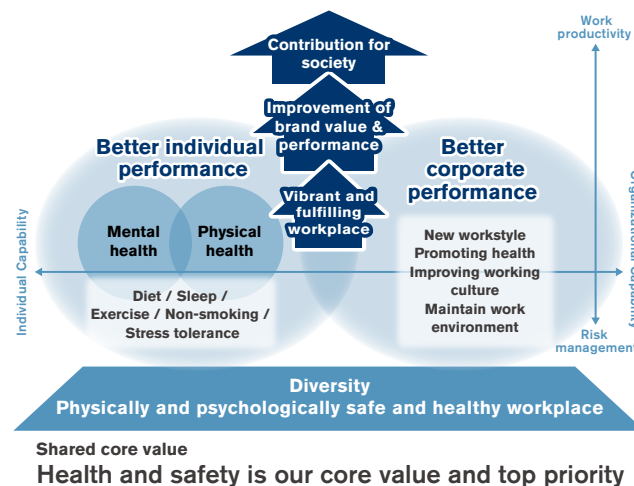 Contribution for
society
Work
productivity
Improvement of
brand value &
performance
Better individual
performance
Better
corporate
performance
Vibrant and
fulfilling
workplace
Mental
health
Physical
health
New workstyle
Promoting health
Improving working
culture
Maintain work
environment
Individual Capability
Organizational Capability
Diet / Sleep /
Exercise / Non-smoking /
Stress tolerance
Risk
management
Diversity
Physically and psychologically safe and healthy workplace
Shared core value
Health and safety is our core value and top priority